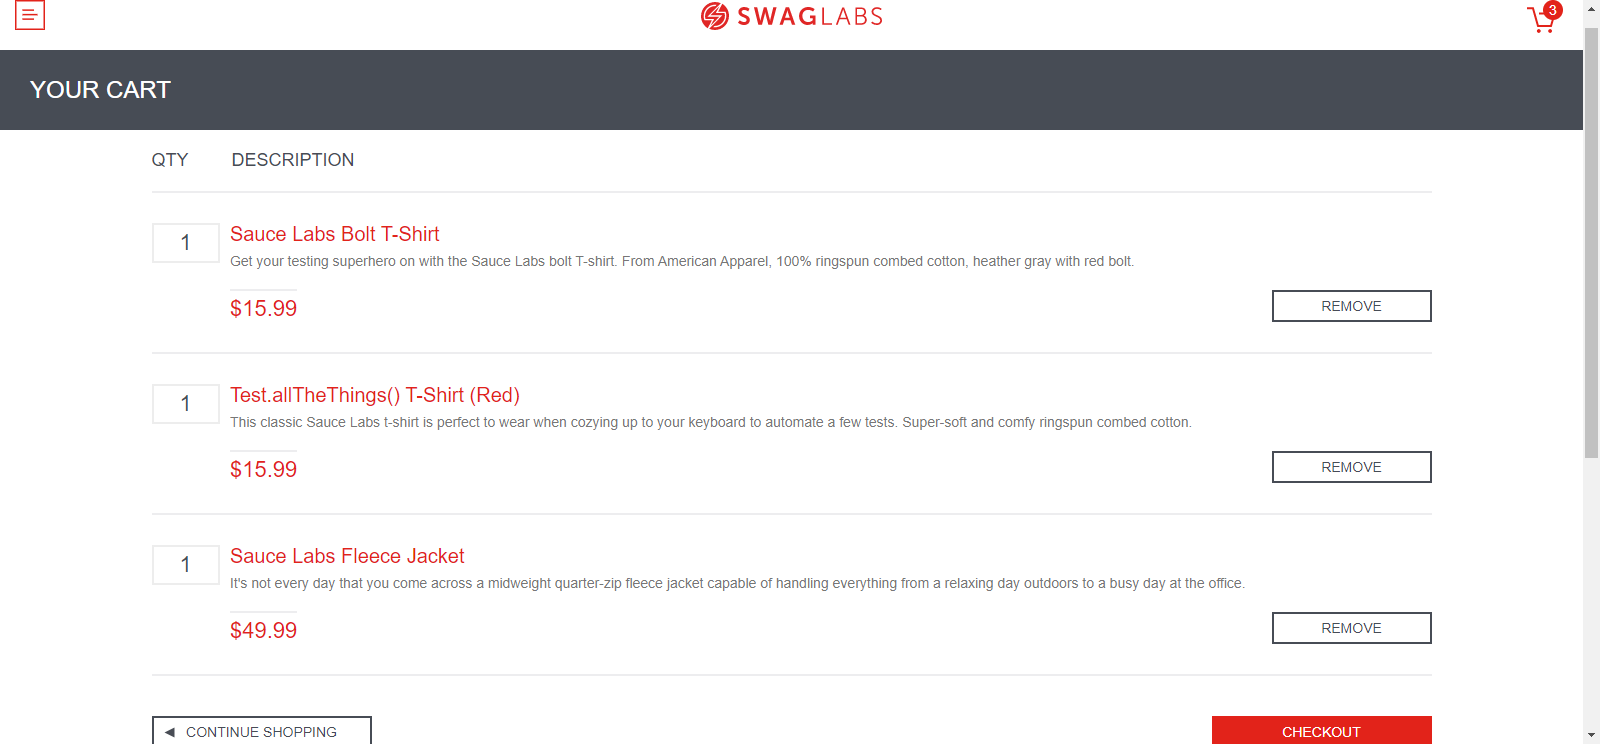 SWAGLABS
3
YOUR CART
QTY DESCRIPTION
1
Sauce Labs Bolt T-Shirt
Get your testing superhero on with the Sauce Labs bolt T-shirt. From American Apparel, 100% ringspun combed cotton, heather gray with red bolt.
$15.99
REMOVE
1
Test.allTheThings() T-Shirt (Red)
This classic Sauce Labs t-shirt is perfect to wear when cozying up to your keyboard to automate a few tests. Super-soft and comfy ringspun combed cotton.
$15.99
REMOVE
1
Sauce Labs Fleece Jacket
It's not every day that you come across a midweight quarter-zip fleece jacket capable of handling everything from a relaxing day outdoors to a busy day at the office.
$49.99
REMOVE
CONTINUE SHOPPING
CHECKOUT